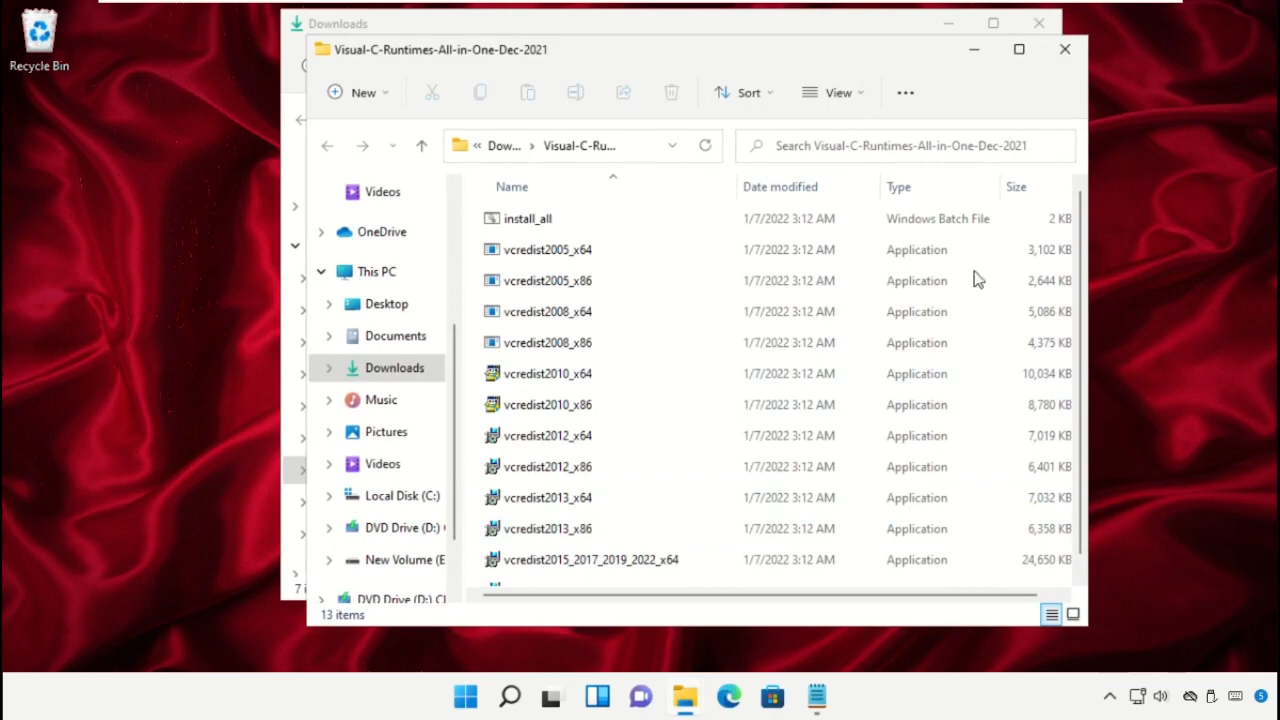 Recycle Bin
Downloads
Visual-C-Runtimes-All-in-One-Dec-2021
New
Sort
View
Dow...
Visual-C-Ru...
Search Visual-C-Runtimes-All-in-One-Dec-2021
Videos
OneDrive
This PC
Desktop
Documents
Downloads
Music
Pictures
Videos
Local Disk (C:)
DVD Drive (D:)
New Volume (E
DVD Drive (D:) Cl
Name Date modified Type Size
install_all 1/7/2022 3:12 AM Windows Batch File 2 KB
vcredist2005_x64 1/7/2022 3:12 AM Application 3,102 KB
vcredist2005_x86 1/7/2022 3:12 AM Application 2,644 KB
vcredist2008_x64 1/7/2022 3:12 AM Application 5,086 KB
vcredist2008_x86 1/7/2022 3:12 AM Application 4,375 KB
vcredist2010_x64 1/7/2022 3:12 AM Application 10,034 KB
vcredist2010_x86 1/7/2022 3:12 AM Application 8,780 KB
vcredist2012_x64 1/7/2022 3:12 AM Application 7,019 KB
vcredist2012_x86 1/7/2022 3:12 AM Application 6,401 KB
vcredist2013_x64 1/7/2022 3:12 AM Application 7,032 KB
vcredist2013_x86 1/7/2022 3:12 AM Application 6,358 KB
vcredist2015_2017_2019_2022_x64 1/7/2022 3:12 AM Application 24,650 KB
7 i
13 items
5